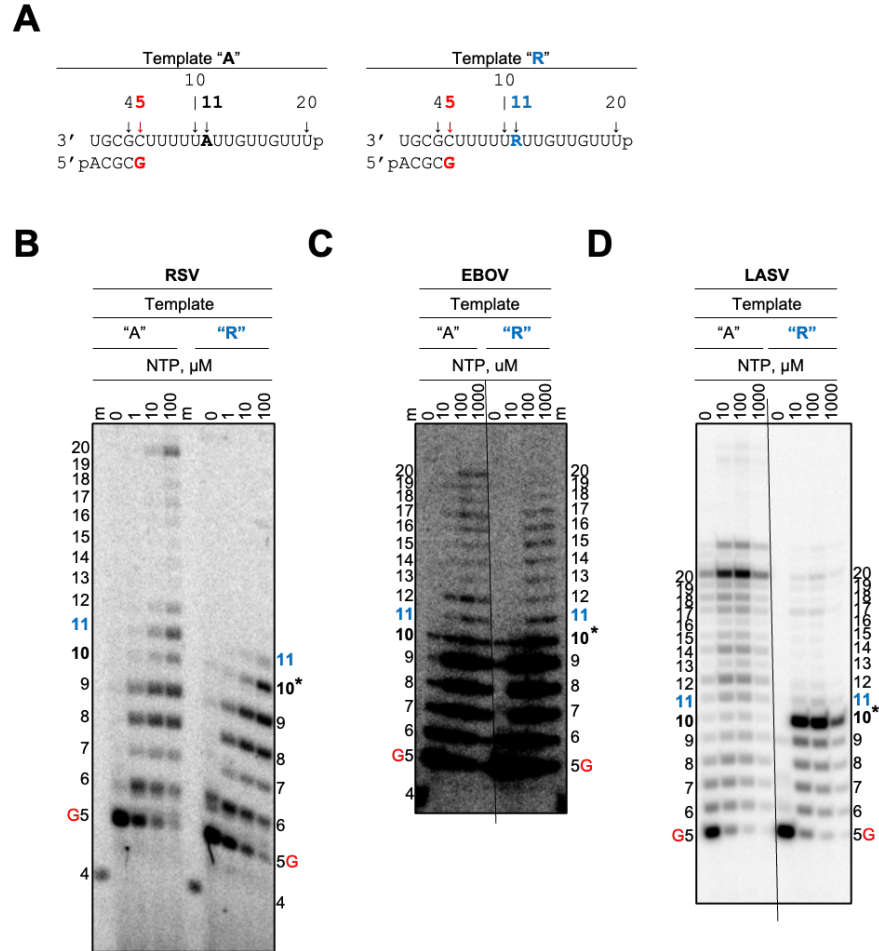 A
Template “A” Template “R”
10 10
45 |11 20 45 |11 20
↓↓ ↓↓ ↓ ↓↓ ↓↓ ↓
3′ UGCGCUUUUUAUUGUUGUUUp 3′ UGCGCUUUUURUUGUUGUUUp
5′pACGCG 5′pACGCG
B
RSV
Template
“A” “R”
NTP, µM
m 0 1 10 100 m 0 1 10 100
20
19
18
17
16
15
14
13
12
11
10
9
8
7
6
G5
4
11
10*
9
8
7
6
5G
4
C
EBOV
Template
“A” “R”
NTP, uM
m 0 10 100 1000 0 10 100 1000 m
20
19
18
17
16
15
14
13
12
11
10
9
8
7
6
G5
4
20
19
18
17
16
15
14
13
12
11
10*
9
8
7
6
5G
D
LASV
Template
“A” “R”
NTP, µM
0 10 100 1000 0 10 100 1000
20
19
18
17
16
15
14
13
12
11
10
9
8
7
6
G5
20
19
18
17
16
15
14
13
12
11
10*
9
8
7
6
5G